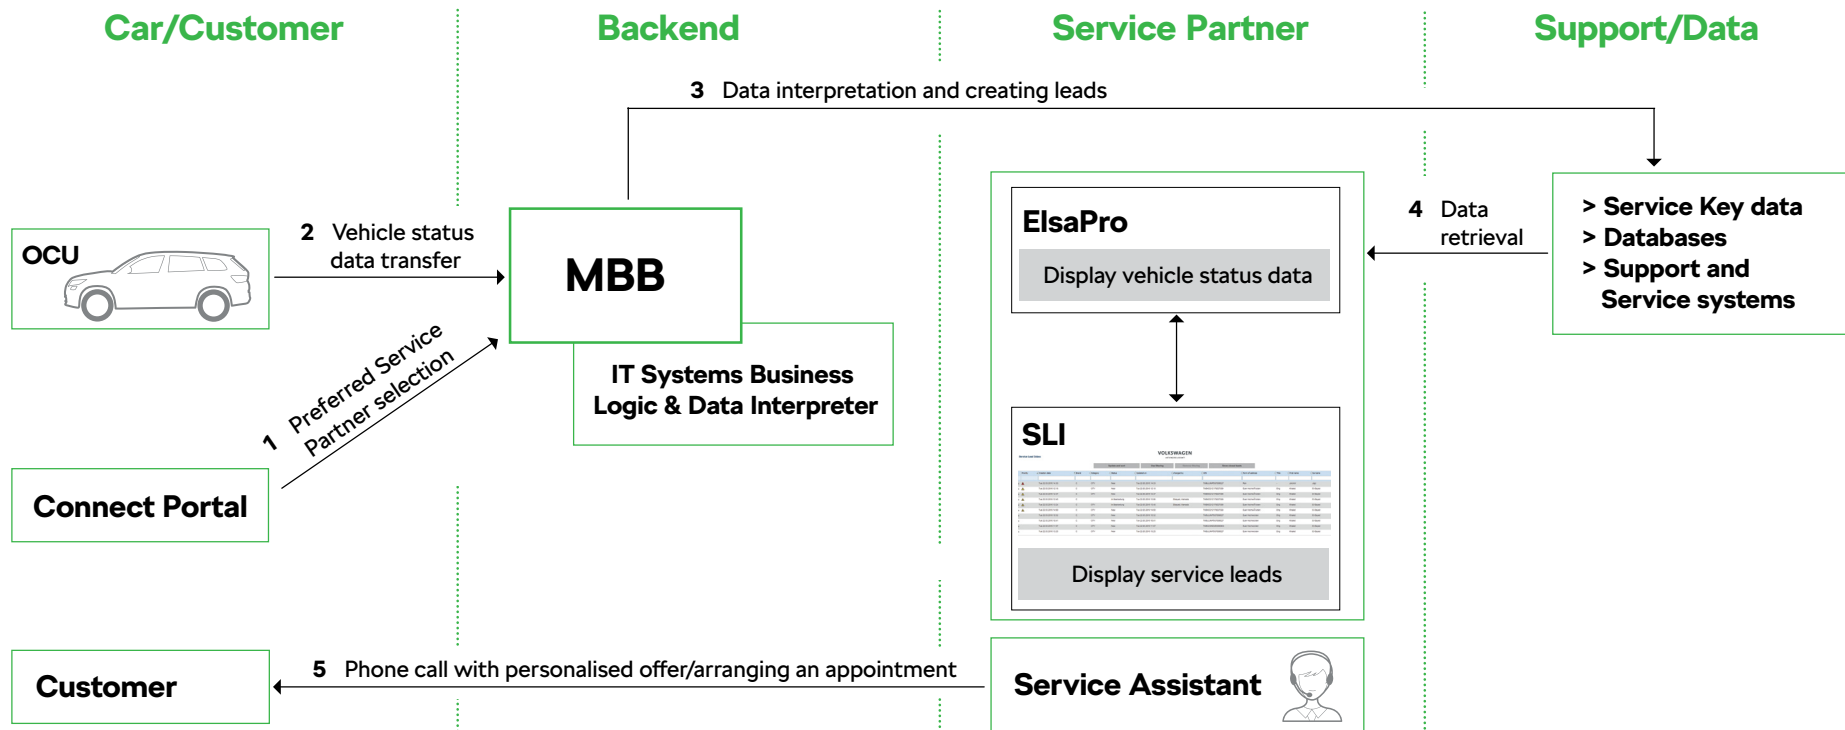 Car/Customer
Backend
Service Partner
Support/Data
3 Data interpretation and creating leads
OCU
2 Vehicle status
data transfer
MBB
IT Systems Business
Logic & Data Interpreter
1 Preferred Service
Partner selection
Connect Portal
ElsaPro
Display vehicle status data
4 Data
retrieval
> Service Key data
> Databases
> Support and
Service systems
SLI
VOLKSWAGEN
Display service leads
Customer
5 Phone call with personalised offer/arranging an appointment
Service Assistant